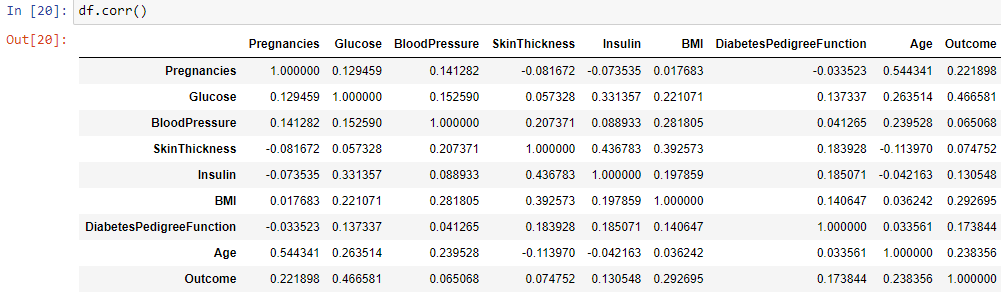 In [20]: df.corr()
Out[20]:
Pregnancies Glucose BloodPressure SkinThickness Insulin BMI DiabetesPedigreeFunction Age Outcome
Pregnancies 1.000000 0.129459 0.141282 -0.081672 -0.073535 0.017683 -0.033523 0.544341 0.221898
Glucose 0.129459 1.000000 0.152590 0.057328 0.331357 0.221071 0.137337 0.263514 0.466581
BloodPressure 0.141282 0.152590 1.000000 0.207371 0.088933 0.281805 0.041265 0.239528 0.065068
SkinThickness -0.081672 0.057328 0.207371 1.000000 0.436783 0.392573 0.183928 -0.113970 0.074752
Insulin -0.073535 0.331357 0.088933 0.436783 1.000000 0.197859 0.185071 -0.042163 0.130548
BMI 0.017683 0.221071 0.281805 0.392573 0.197859 1.000000 0.140647 0.036242 0.292695
DiabetesPedigreeFunction -0.033523 0.137337 0.041265 0.183928 0.185071 0.140647 1.000000 0.033561 0.173844
Age 0.544341 0.263514 0.239528 -0.113970 -0.042163 0.036242 0.033561 1.000000 0.238356
Outcome 0.221898 0.466581 0.065068 0.074752 0.130548 0.292695 0.173844 0.238356 1.000000